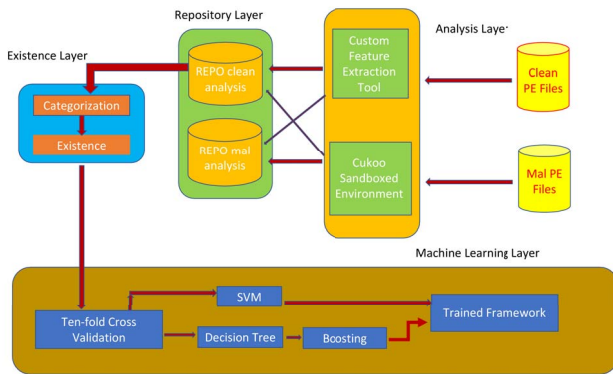 Repository Layer
Existence Layer
Analysis Layer
REPO clean
analysis
Custom
Feature
Extraction
Tool
Clean
PE Files
Categorization
Existence
REPO mal
analysis
Cukoo
Sandboxed
Environment
Mal PE
Files
Machine Learning Layer
SVM
Ten-fold Cross
Validation
Decision Tree
Boosting
Trained Framework